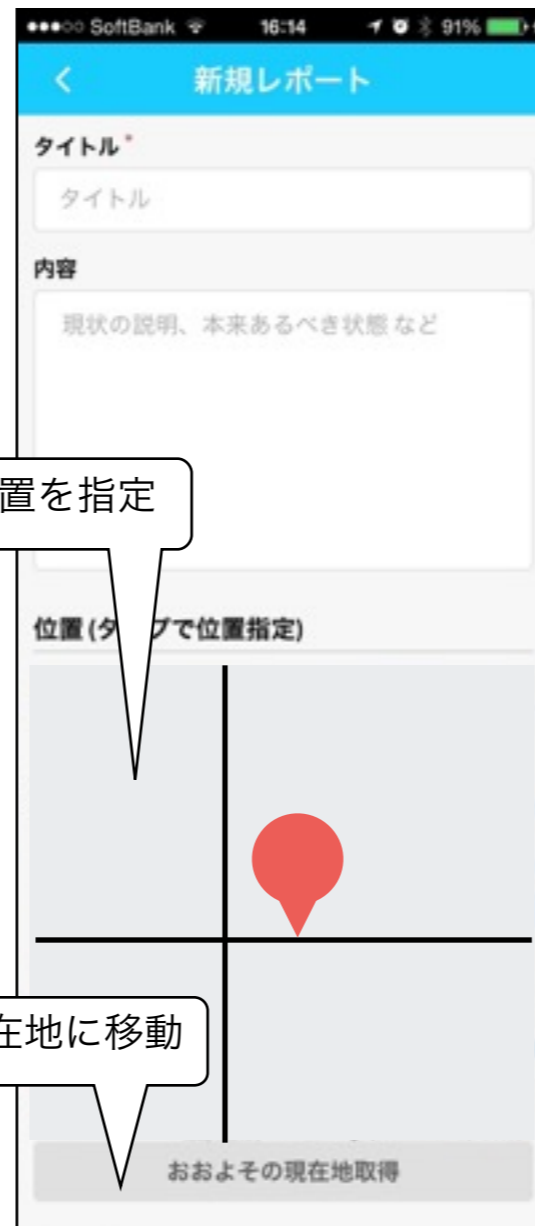 SoftBank 16:14 91%
新規レポート
タイトル*
タイトル
内容
現状の説明、本来あるべき状態 など
置を指定
位置 (タ プで位置指定)
在地に移動
おおよその現在地取得